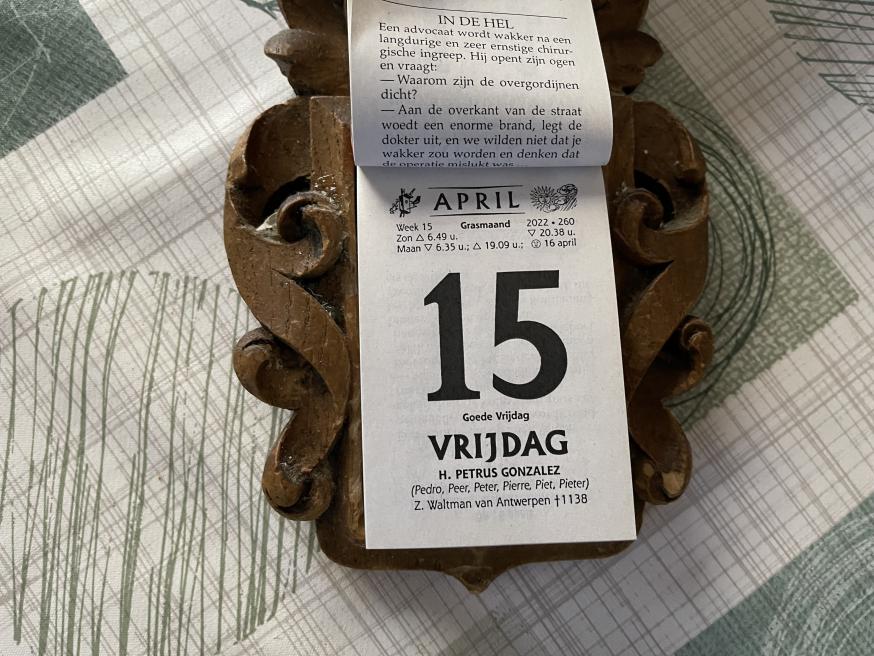 IN DE HEL
Een advocaat wordt wakker na een
langdurige en zeer ernstige chirur-
gische ingreep. Hij opent zijn ogen
en vraagt:
— Waarom zijn de overgordijnen
dicht?
— Aan de overkant van de straat
woedt een enorme brand, legt de
dokter uit, en we wilden niet dat je
wakker zou worden en denken dat
de operatie mislukt was...
APRIL
Week 15 Grasmaand 2022 • 260
Zon △ 6.49 u. ▽ 20.38 u.
Maan ▽ 6.35 u.; △ 19.09 u.; 16 april
15
Goede Vrijdag
VRIJDAG
H. PETRUS GONZALEZ
(Pedro, Peer, Peter, Pierre, Piet, Pieter)
Z. Waltman van Antwerpen †1138